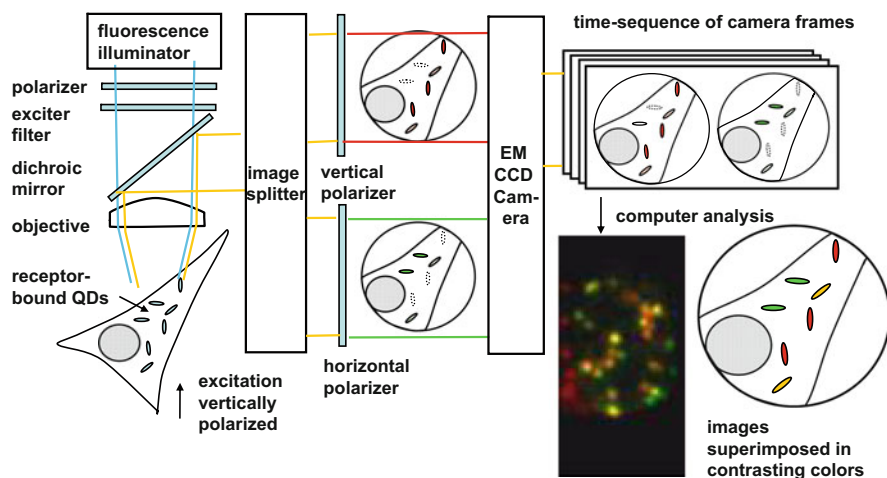 fluorescence
illuminator
polarizer
exciter
filter
dichroic
mirror
objective
receptor-
bound QDs
excitation
vertically
polarized
image
splitter
vertical
polarizer
horizontal
polarizer
EM
CCD
Cam-
era
time-sequence of camera frames
computer analysis
images
superimposed in
contrasting colors